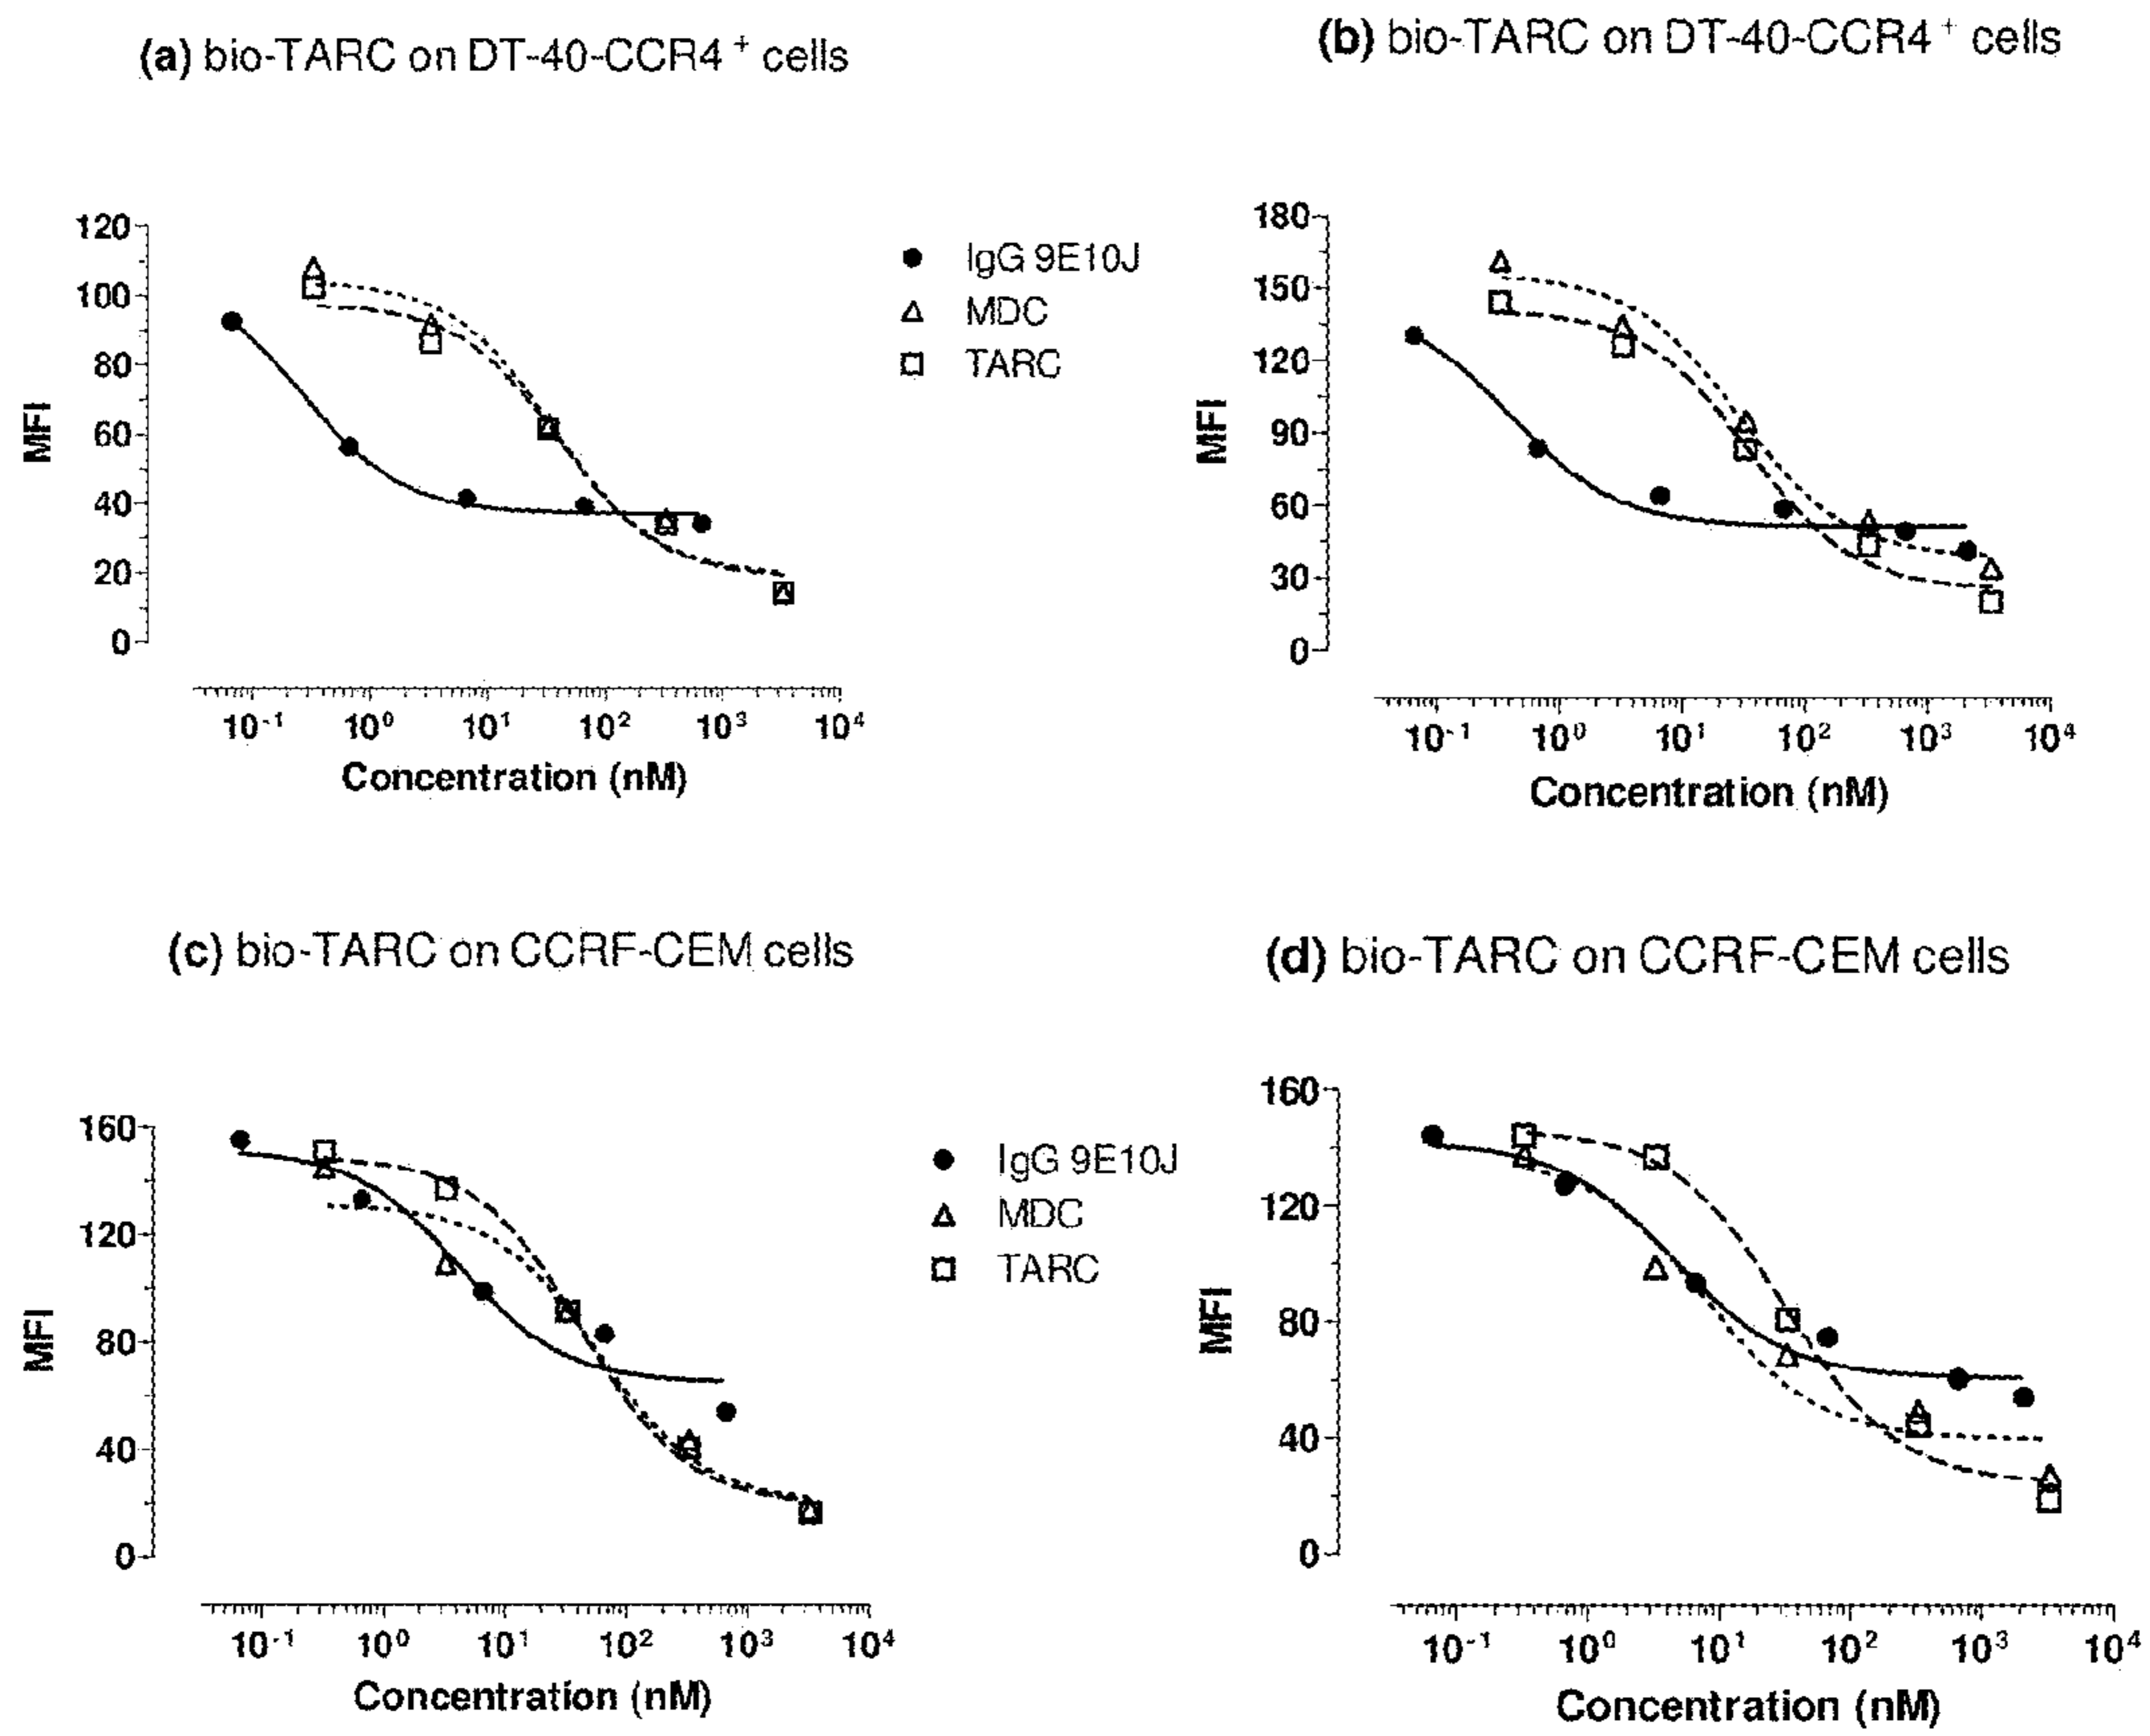 (a) bio-TARC on DT-40-CCR4⁺ cells
(b) bio-TARC on DT-40-CCR4⁺ cells
120
100
80
60
40
20
0
MFI
10⁻¹ 10⁰ 10¹ 10² 10³ 10⁴
Concentration (nM)
IgG 9E10J
MDC
TARC
180
150
120
90
60
30
0
MFI
10⁻¹ 10⁰ 10¹ 10² 10³ 10⁴
Concentration (nM)
(c) bio-TARC on CCRF-CEM cells
(d) bio-TARC on CCRF-CEM cells
160
120
80
40
0
MFI
10⁻¹ 10⁰ 10¹ 10² 10³ 10⁴
Concentration (nM)
IgG 9E10J
MDC
TARC
160
120
80
40
0
MFI
10⁻¹ 10⁰ 10¹ 10² 10³ 10⁴
Concentration (nM)